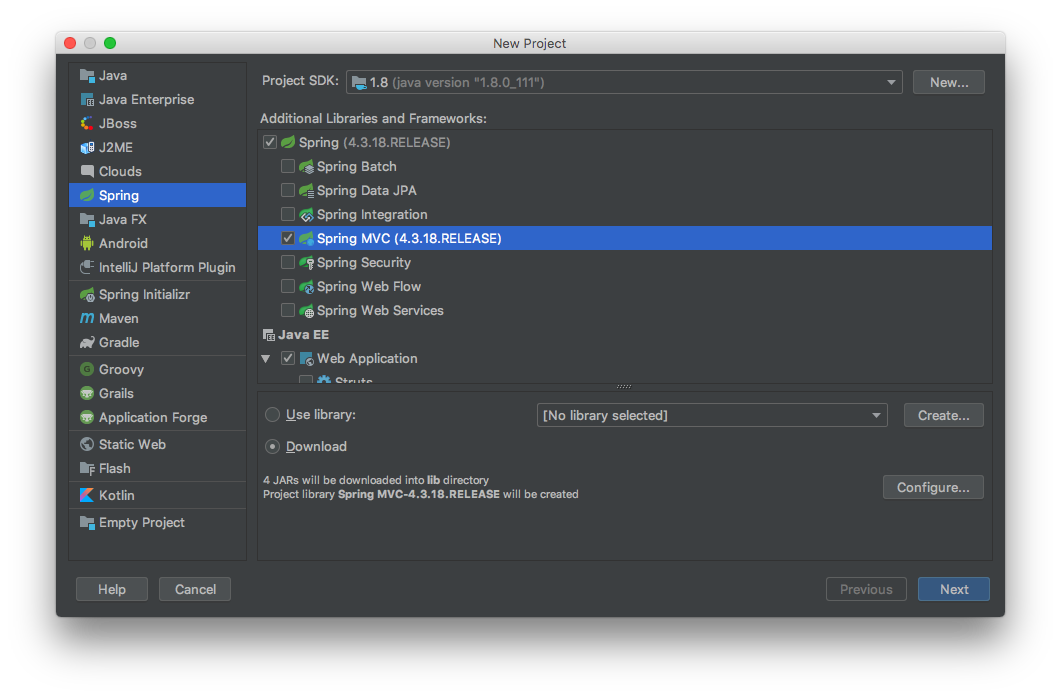 New Project
Java
Java Enterprise
JBoss
J2ME
Clouds
Spring
Java FX
Android
IntelliJ Platform Plugin
Spring Initializr
Maven
Gradle
Groovy
Grails
Application Forge
Static Web
Flash
Kotlin
Empty Project
Project SDK: 1.8 (java version "1.8.0_111") New...
Additional Libraries and Frameworks:
Spring (4.3.18.RELEASE)
Spring Batch
Spring Data JPA
Spring Integration
Spring MVC (4.3.18.RELEASE)
Spring Security
Spring Web Flow
Spring Web Services
Java EE
Web Application
Struts
Use library: [No library selected] Create...
Download
4 JARs will be downloaded into lib directory
Project library Spring MVC-4.3.18.RELEASE will be created
Configure...
Help Cancel Previous Next